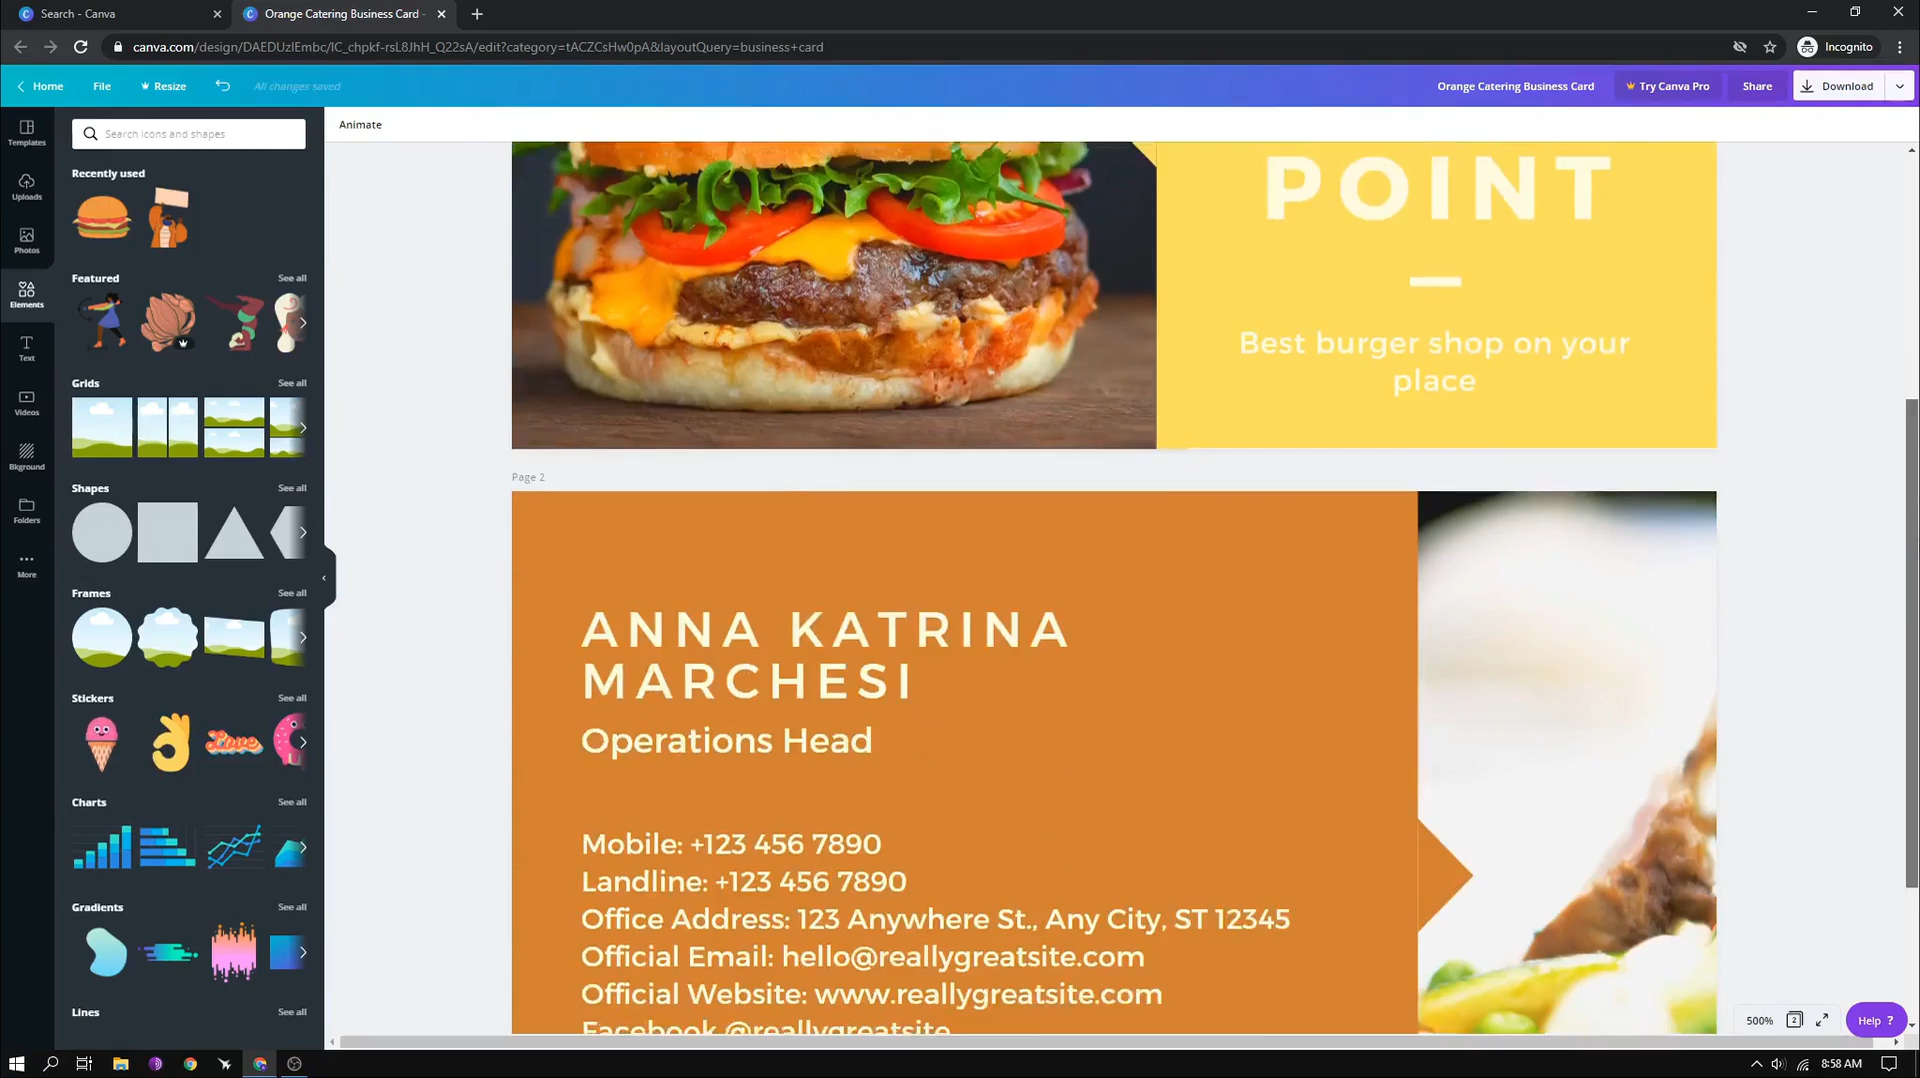 Search - Canva
Orange Catering Business Card -
canva.com/design/DAEDUzIEmbc/IC_chpkf-rsL8JhH_Q22sA/edit?category=tACZCsHw0pA&layoutQuery=business+card
Incognito
Home
File
Resize
All changes saved
Orange Catering Business Card
Try Canva Pro
Share
Download
Templates
Uploads
Photos
Elements
Text
Videos
Bkground
Folders
More
Search icons and shapes
Recently used
Featured
See all
Grids
See all
Shapes
See all
Frames
See all
Stickers
See all
Love
Charts
See all
Gradients
See all
Lines
See all
Animate
POINT
Best burger shop on your
place
Page 2
ANNA KATRINA
MARCHESI
Operations Head
Mobile: +123 456 7890
Landline: +123 456 7890
Office Address: 123 Anywhere St., Any City, ST 12345
Official Email: hello@reallygreatsite.com
Official Website: www.reallygreatsite.com
Facebook @reallygreatsite
500%
2
Help ?
8:58 AM